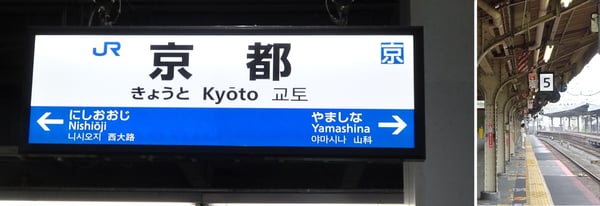 JR 京都 京
きょうと Kyōto 교토
にしおおじ やましな
Nishiōji Yamashina
니시오지 西大路 야마시나 山科
5